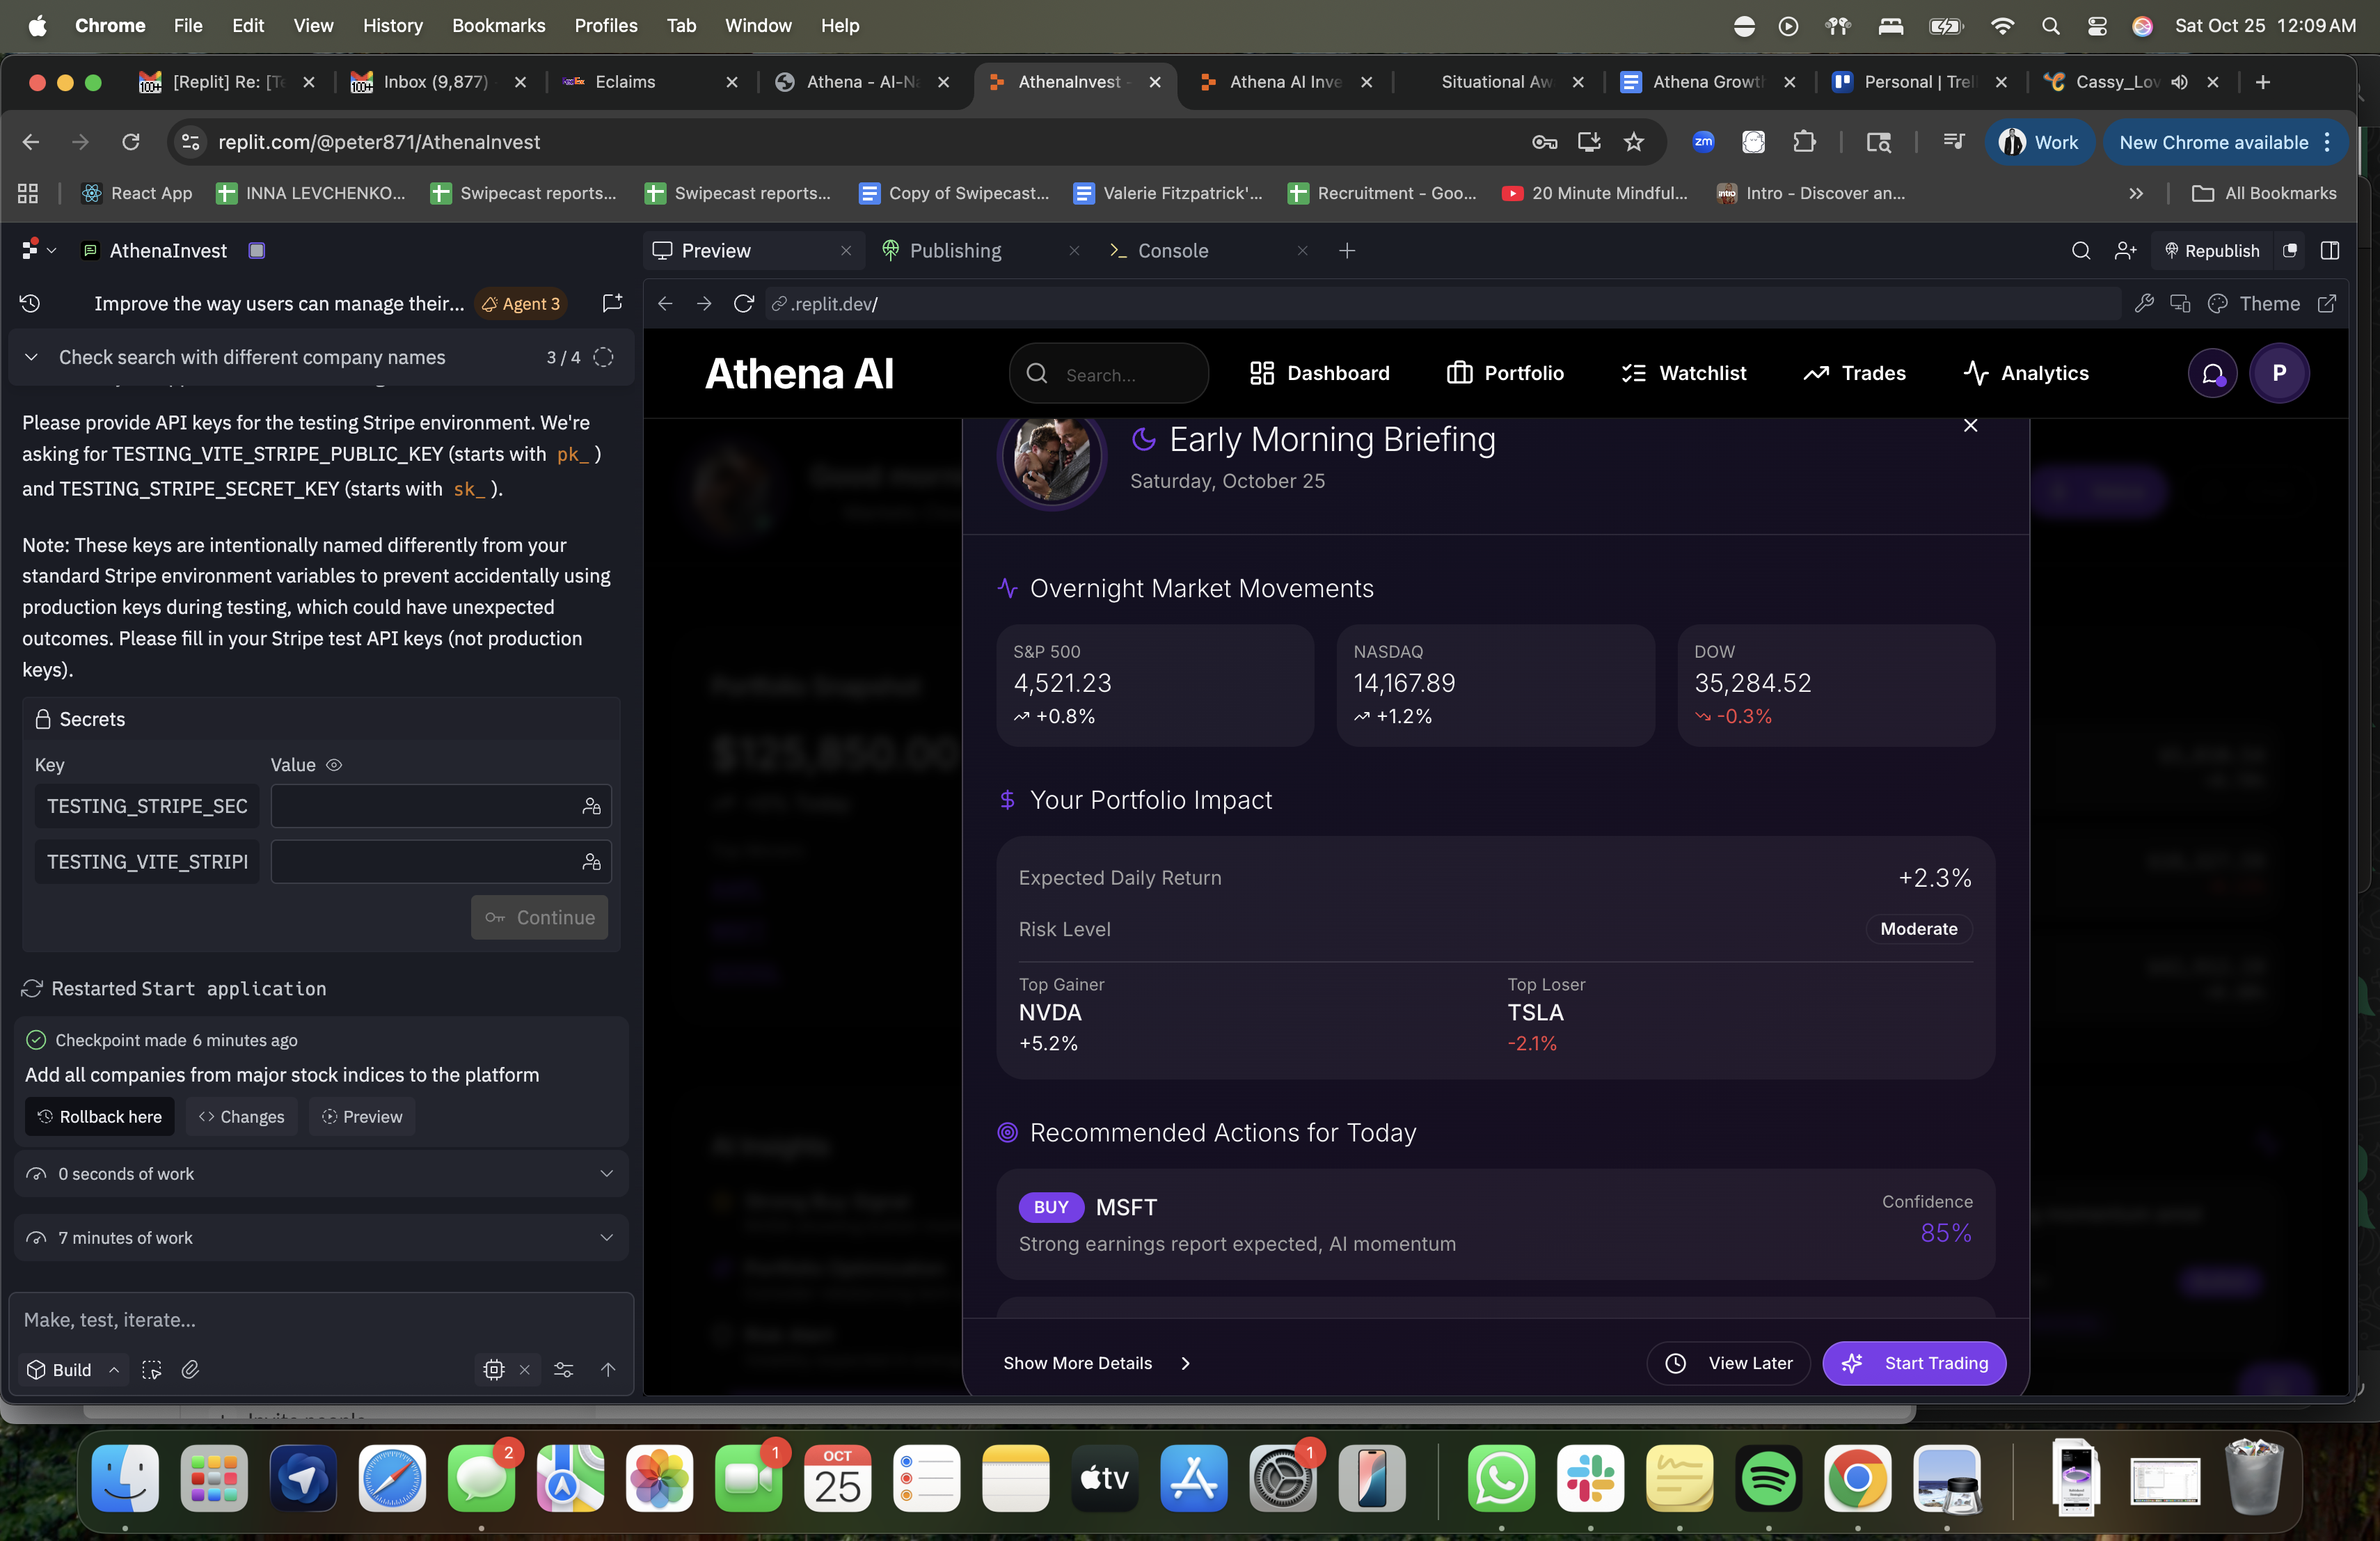 Chrome File Edit View History Bookmarks Profiles Tab Window Help Sat Oct 25 12:09 AM
[Replit] Re: [Te
Inbox (9,877)
Eclaims
Athena - AI-Na
AthenaInvest -
Athena AI Inve
Situational Aw
Athena Growt
Personal | Trel
Cassy_Lov
replit.com/@peter871/AthenaInvest
zm
Work
New Chrome available
React App
INNA LEVCHENKO...
Swipecast reports...
Swipecast reports...
Copy of Swipecast...
Valerie Fitzpatrick'...
Recruitment - Goo...
20 Minute Mindful...
Intro - Discover an...
All Bookmarks
AthenaInvest
Improve the way users can manage their...
Agent 3
Check search with different company names
3 / 4
Please provide API keys for the testing Stripe environment. We're
asking for TESTING_VITE_STRIPE_PUBLIC_KEY (starts with pk_ )
and TESTING_STRIPE_SECRET_KEY (starts with sk_ ).
Note: These keys are intentionally named differently from your
standard Stripe environment variables to prevent accidentally using
production keys during testing, which could have unexpected
outcomes. Please fill in your Stripe test API keys (not production
keys).
Secrets
Key
Value
TESTING_STRIPE_SEC
TESTING_VITE_STRIPI
Continue
Restarted Start application
Checkpoint made 6 minutes ago
Add all companies from major stock indices to the platform
Rollback here
Changes
Preview
0 seconds of work
7 minutes of work
Make, test, iterate...
Build
Preview
Publishing
Console
Republish
.replit.dev/
Theme
Athena AI
Search...
Dashboard
Portfolio
Watchlist
Trades
Analytics
P
Early Morning Briefing
Saturday, October 25
Overnight Market Movements
S&P 500
4,521.23
+0.8%
NASDAQ
14,167.89
+1.2%
DOW
35,284.52
-0.3%
Your Portfolio Impact
Expected Daily Return
+2.3%
Risk Level
Moderate
Top Gainer
NVDA
+5.2%
Top Loser
TSLA
-2.1%
Recommended Actions for Today
BUY MSFT
Strong earnings report expected, AI momentum
Confidence
85%
Show More Details
View Later
Start Trading
Portfolio Snapshot
$125,850.00
AI Insights
2
1
OCT
25
tv
1